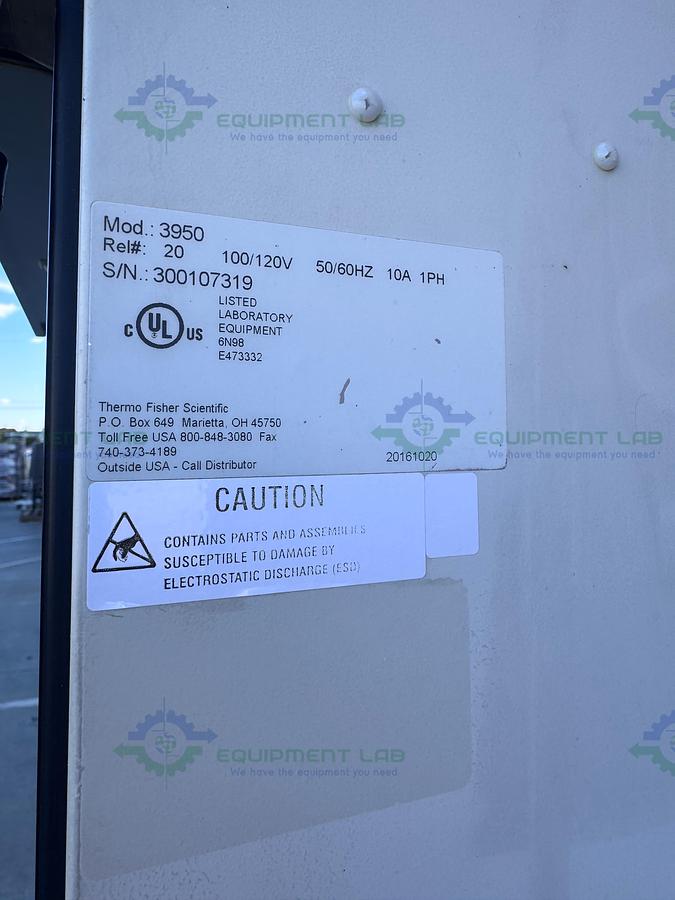 EQUIPMENT LAB
We have the equipment you need
Mod.: 3950
Rel#: 20 100/120V 50/60HZ 10A 1PH
S/N.: 300107319
C UL US
LISTED
LABORATORY
EQUIPMENT
6N98
E473332
Thermo Fisher Scientific
P.O. Box 649 Marietta, OH 45750
Toll Free USA 800-848-3080 Fax
740-373-4189
Outside USA - Call Distributor
20161020
EQUIPMENT LAB
We have the equipment you need
CAUTION
CONTAINS PARTS AND ASSEMBLIES
SUSCEPTIBLE TO DAMAGE BY
ELECTROSTATIC DISCHARGE (ESD)
EQUIPMENT LAB
We have the equipment you need